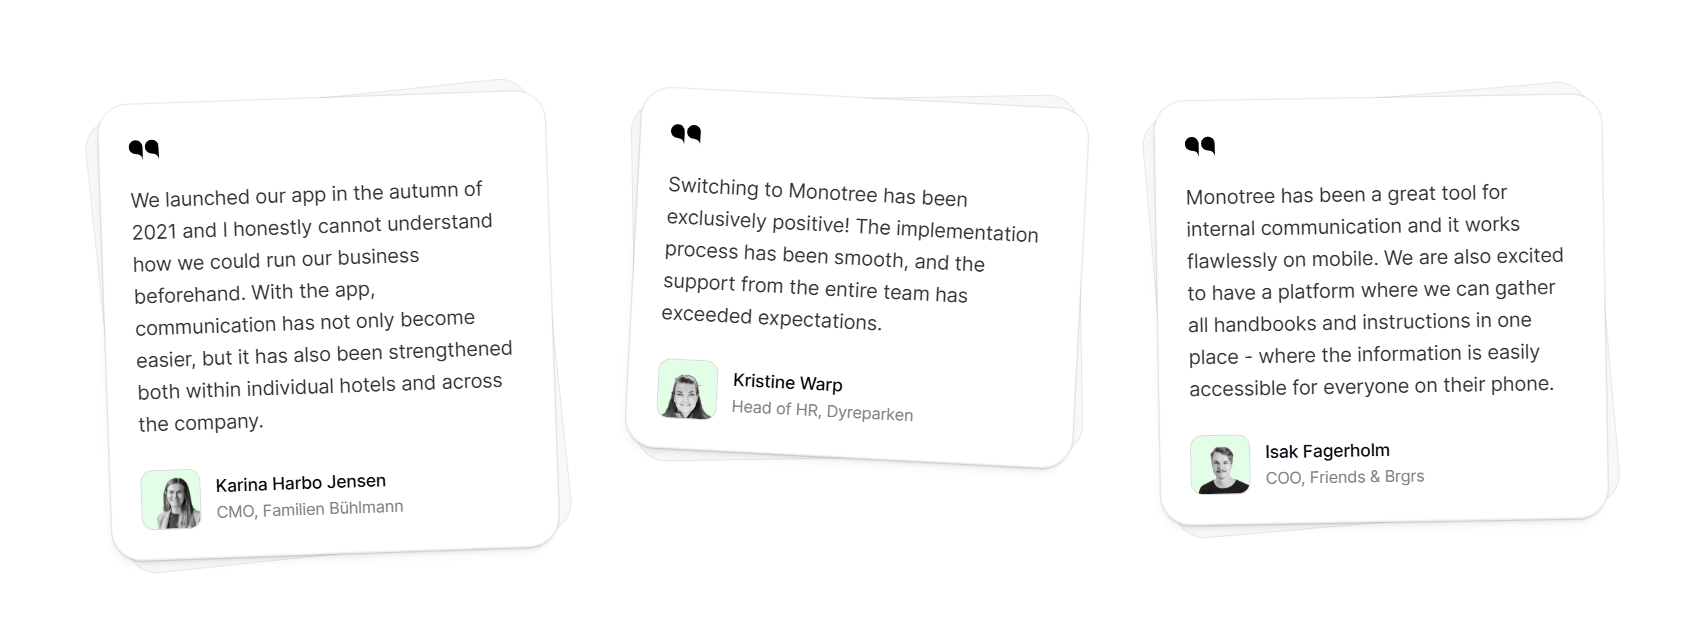 We launched our app in the autumn of
2021 and I honestly cannot understand
how we could run our business
beforehand. With the app,
communication has not only become
easier, but it has also been strengthened
both within individual hotels and across
the company.
Karina Harbo Jensen
CMO, Familien Bühlmann
Switching to Monotree has been
exclusively positive! The implementation
process has been smooth, and the
support from the entire team has
exceeded expectations.
Kristine Warp
Head of HR, Dyreparken
Monotree has been a great tool for
internal communication and it works
flawlessly on mobile. We are also excited
to have a platform where we can gather
all handbooks and instructions in one
place - where the information is easily
accessible for everyone on their phone.
Isak Fagerholm
COO, Friends & Brgrs